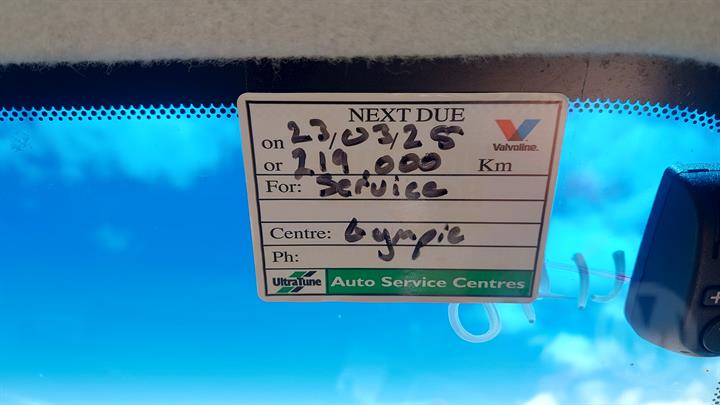 NEXT DUE
on 23/03/25
or 219,000 Km
Valvoline.
For: Service
Centre: Gympie
Ph:
UltraTune Auto Service Centres